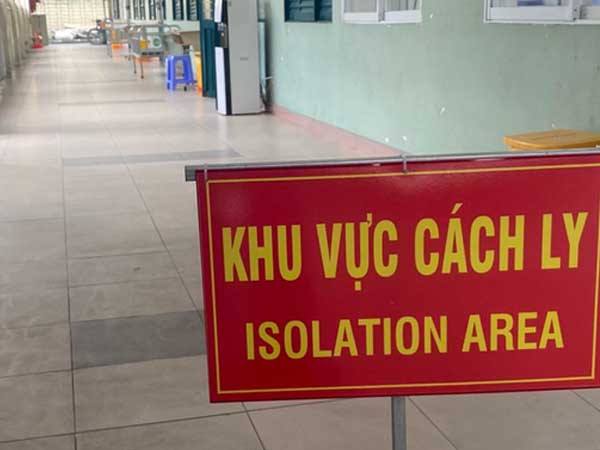 KHU VỰC CÁCH LY
ISOLATION AREA